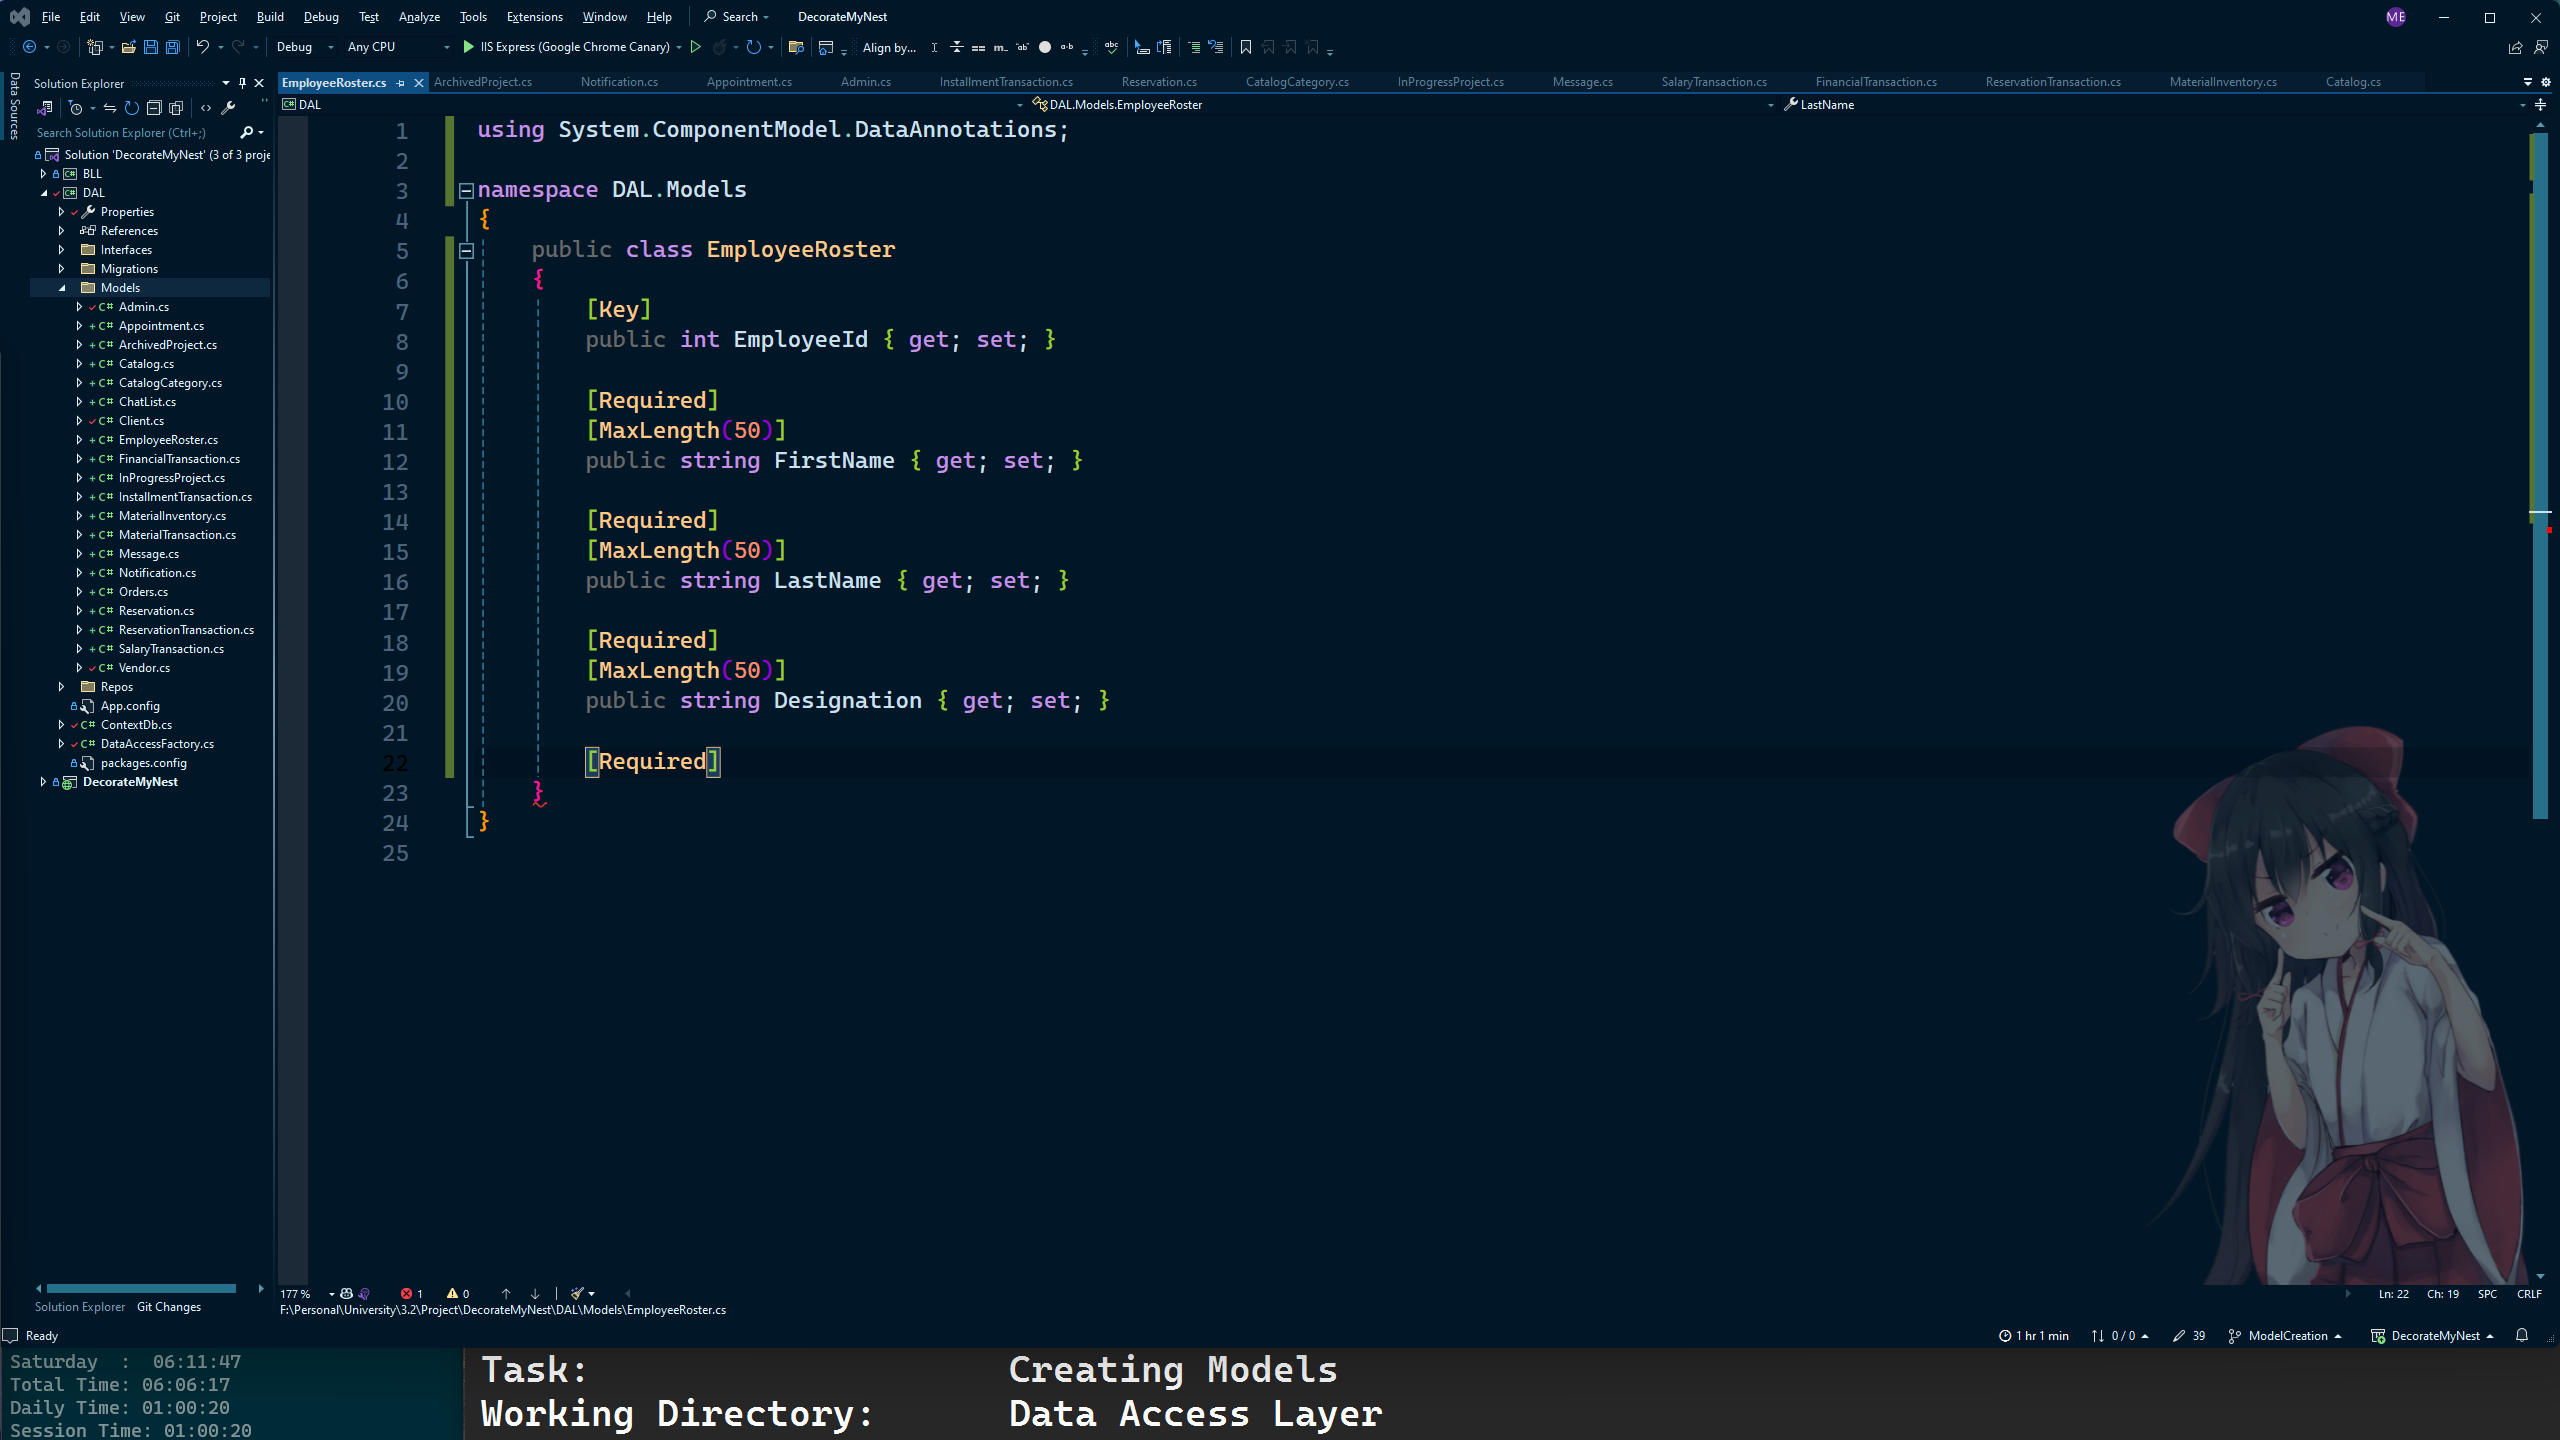 File Edit View Git Project Build Debug Test Analyze Tools Extensions Window Help Search DecorateMyNest ME
Debug Any CPU IIS Express (Google Chrome Canary) Align by...
Data Sources
Solution Explorer
Search Solution Explorer (Ctrl+;)
Solution 'DecorateMyNest' (3 of 3 proje
BLL
DAL
Properties
References
Interfaces
Migrations
Models
C# Admin.cs
C# Appointment.cs
C# ArchivedProject.cs
C# Catalog.cs
C# CatalogCategory.cs
C# ChatList.cs
C# Client.cs
C# EmployeeRoster.cs
C# FinancialTransaction.cs
C# InProgressProject.cs
C# InstallmentTransaction.cs
C# MaterialInventory.cs
C# MaterialTransaction.cs
C# Message.cs
C# Notification.cs
C# Orders.cs
C# Reservation.cs
C# ReservationTransaction.cs
C# SalaryTransaction.cs
C# Vendor.cs
Repos
App.config
C# ContextDb.cs
C# DataAccessFactory.cs
packages.config
DecorateMyNest
Solution Explorer Git Changes
EmployeeRoster.cs ArchivedProject.cs Notification.cs Appointment.cs Admin.cs InstallmentTransaction.cs Reservation.cs CatalogCategory.cs InProgressProject.cs Message.cs SalaryTransaction.cs FinancialTransaction.cs ReservationTransaction.cs MaterialInventory.cs Catalog.cs
DAL DAL.Models.EmployeeRoster LastName
1 using System.ComponentModel.DataAnnotations;
2
3 namespace DAL.Models
4 {
5 public class EmployeeRoster
6 {
7 [Key]
8 public int EmployeeId { get; set; }
9
10 [Required]
11 [MaxLength(50)]
12 public string FirstName { get; set; }
13
14 [Required]
15 [MaxLength(50)]
16 public string LastName { get; set; }
17
18 [Required]
19 [MaxLength(50)]
20 public string Designation { get; set; }
21
22 [Required]
23 }
24 }
25
177 % 1 0 Ln: 22 Ch: 19 SPC CRLF
F:\Personal\University\3.2\Project\DecorateMyNest\DAL\Models\EmployeeRoster.cs
Ready 1 hr 1 min 0 / 0 39 ModelCreation DecorateMyNest
Saturday : 06:11:47
Total Time: 06:06:17
Daily Time: 01:00:20
Session Time: 01:00:20
Task: Creating Models
Working Directory: Data Access Layer